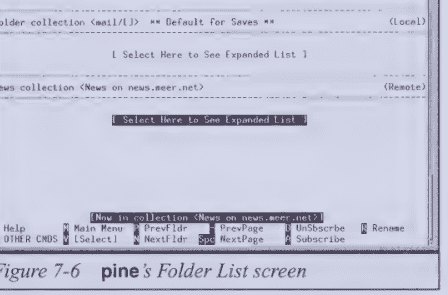 older collection <mail/[]> ** Default for Saves ** (Local)
[ Select Here to See Expanded List ]
ews collection <News on news.meer.net> (Remote)
[ Select Here to See Expanded List ]
[Now in collection <News on news.meer.net>]
Help M Main Menu P PrevFldr - PrevPage D UnSbscrbe R Rename
OTHER CMDS V [Select] N NextFldr Spc NextPage A Subscribe
Figure 7-6 pine's Folder List screen